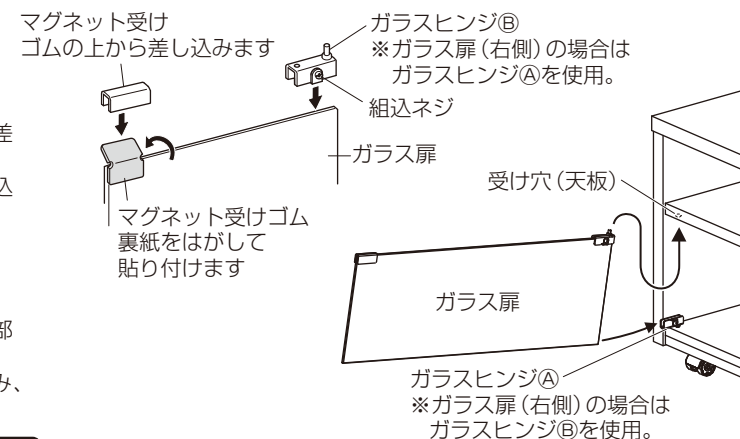 マグネット受け
ゴムの上から差し込みます
ガラスヒンジⒷ
※ガラス扉（右側）の場合は
ガラスヒンジⒶを使用。
組込ネジ
ガラス扉
マグネット受けゴム
裏紙をはがして
貼り付けます
受け穴（天板）
ガラス扉
ガラスヒンジⒶ
※ガラス扉（右側）の場合は
ガラスヒンジⒷを使用。
差
込
部
み、